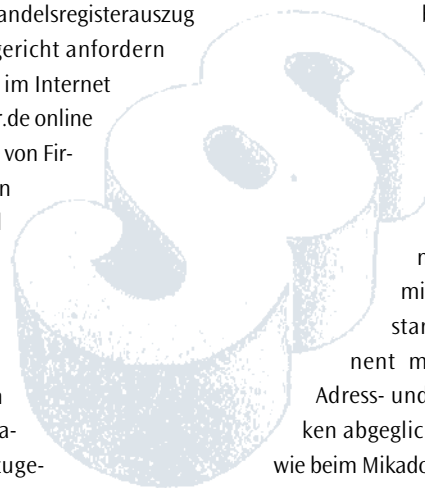 andelsregisterauszug
gericht anfordern
im Internet
r.de online
von Fir-
n
a-
zuge-
n
mi
star
nent m
Adress- und
ken abgeglic
wie beim Mikado